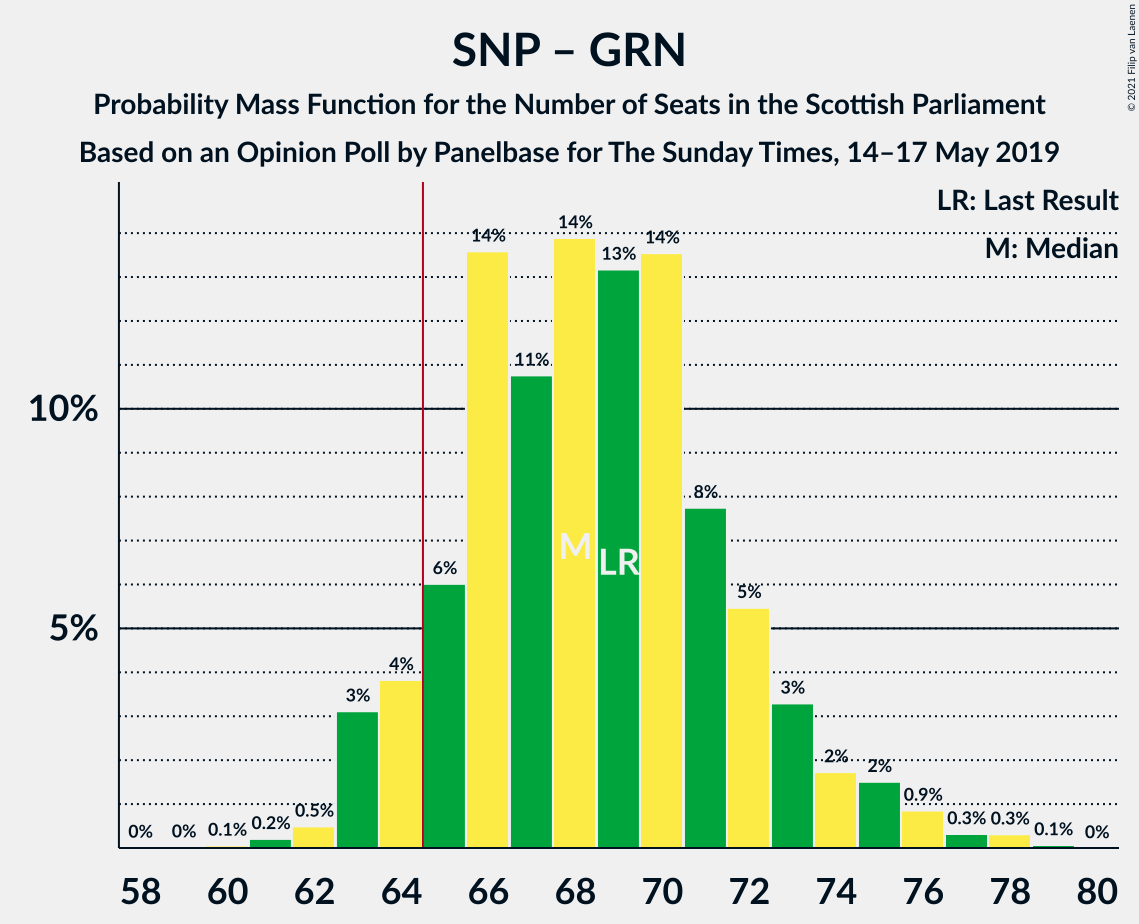 SNP – GRN
Probability Mass Function for the Number of Seats in the Scottish Parliament
Based on an Opinion Poll by Panelbase for The Sunday Times, 14–17 May 2019
© 2021 Filip van Laenen
LR: Last Result
M: Median
10%
5%
0% 0% 0.1% 0.2% 0.5% 3% 4% 6% 14% 11% 14% 13% 14% 8% 5% 3% 2% 2% 0.9% 0.3% 0.3% 0.1% 0%
M LR
58 60 62 64 66 68 70 72 74 76 78 80